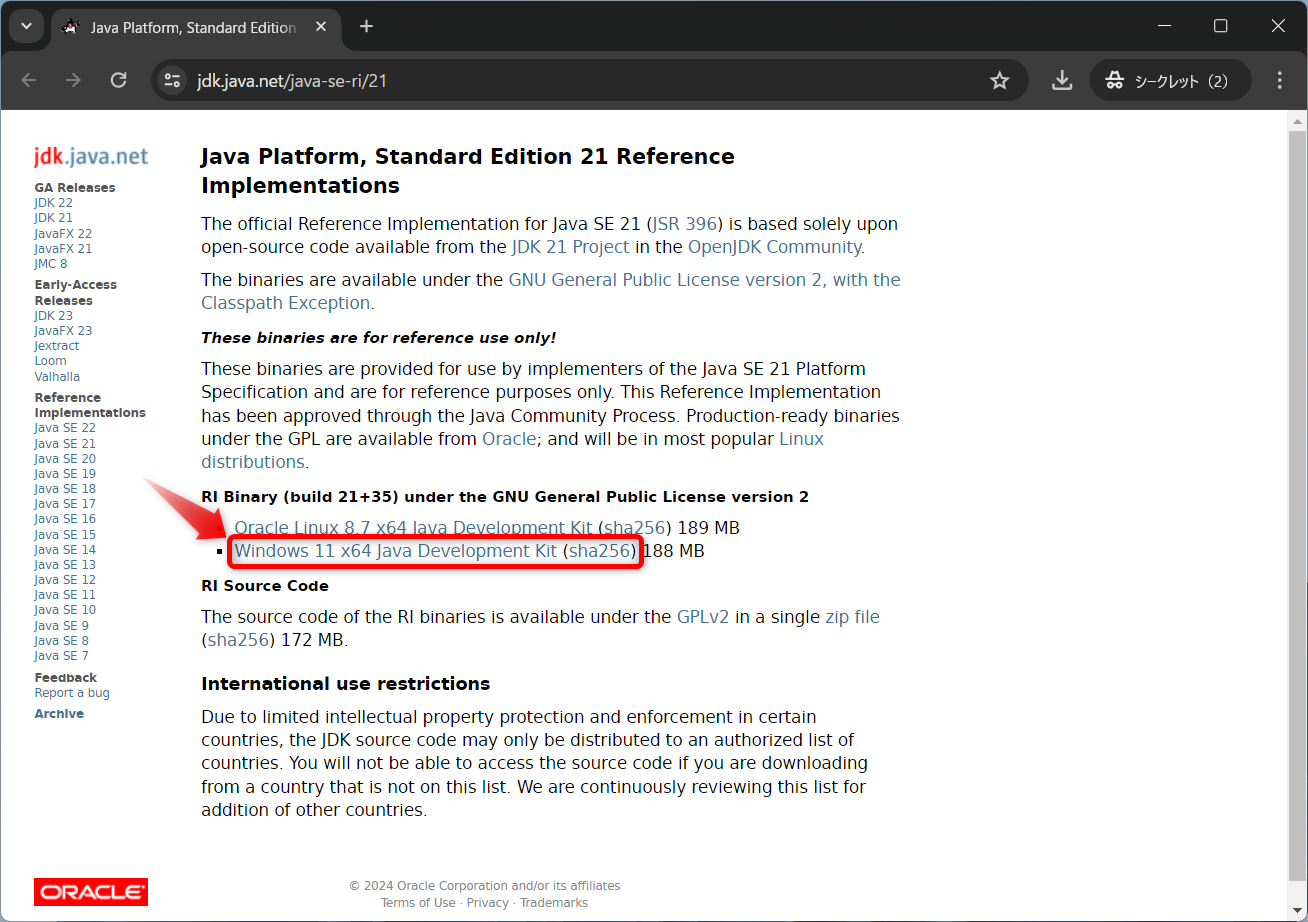 Java Platform, Standard Edition
jdk.java.net/java-se-ri/21
シークレット (2)
jdk.java.net
GA Releases
JDK 22
JDK 21
JavaFX 22
JavaFX 21
JMC 8
Early-Access
Releases
JDK 23
JavaFX 23
Jextract
Loom
Valhalla
Reference
Implementations
Java SE 22
Java SE 21
Java SE 20
Java SE 19
Java SE 18
Java SE 17
Java SE 16
Java SE 15
Java SE 14
Java SE 13
Java SE 12
Java SE 11
Java SE 10
Java SE 9
Java SE 8
Java SE 7
Feedback
Report a bug
Archive
Java Platform, Standard Edition 21 Reference
Implementations
The official Reference Implementation for Java SE 21 (JSR 396) is based solely upon
open-source code available from the JDK 21 Project in the OpenJDK Community.
The binaries are available under the GNU General Public License version 2, with the
Classpath Exception.
These binaries are for reference use only!
These binaries are provided for use by implementers of the Java SE 21 Platform
Specification and are for reference purposes only. This Reference Implementation
has been approved through the Java Community Process. Production-ready binaries
under the GPL are available from Oracle; and will be in most popular Linux
distributions.
RI Binary (build 21+35) under the GNU General Public License version 2
Oracle Linux 8.7 x64 Java Development Kit (sha256) 189 MB
Windows 11 x64 Java Development Kit (sha256) 188 MB
RI Source Code
The source code of the RI binaries is available under the GPLv2 in a single zip file
(sha256) 172 MB.
International use restrictions
Due to limited intellectual property protection and enforcement in certain
countries, the JDK source code may only be distributed to an authorized list of
countries. You will not be able to access the source code if you are downloading
from a country that is not on this list. We are continuously reviewing this list for
addition of other countries.
ORACLE
© 2024 Oracle Corporation and/or its affiliates
Terms of Use · Privacy · Trademarks